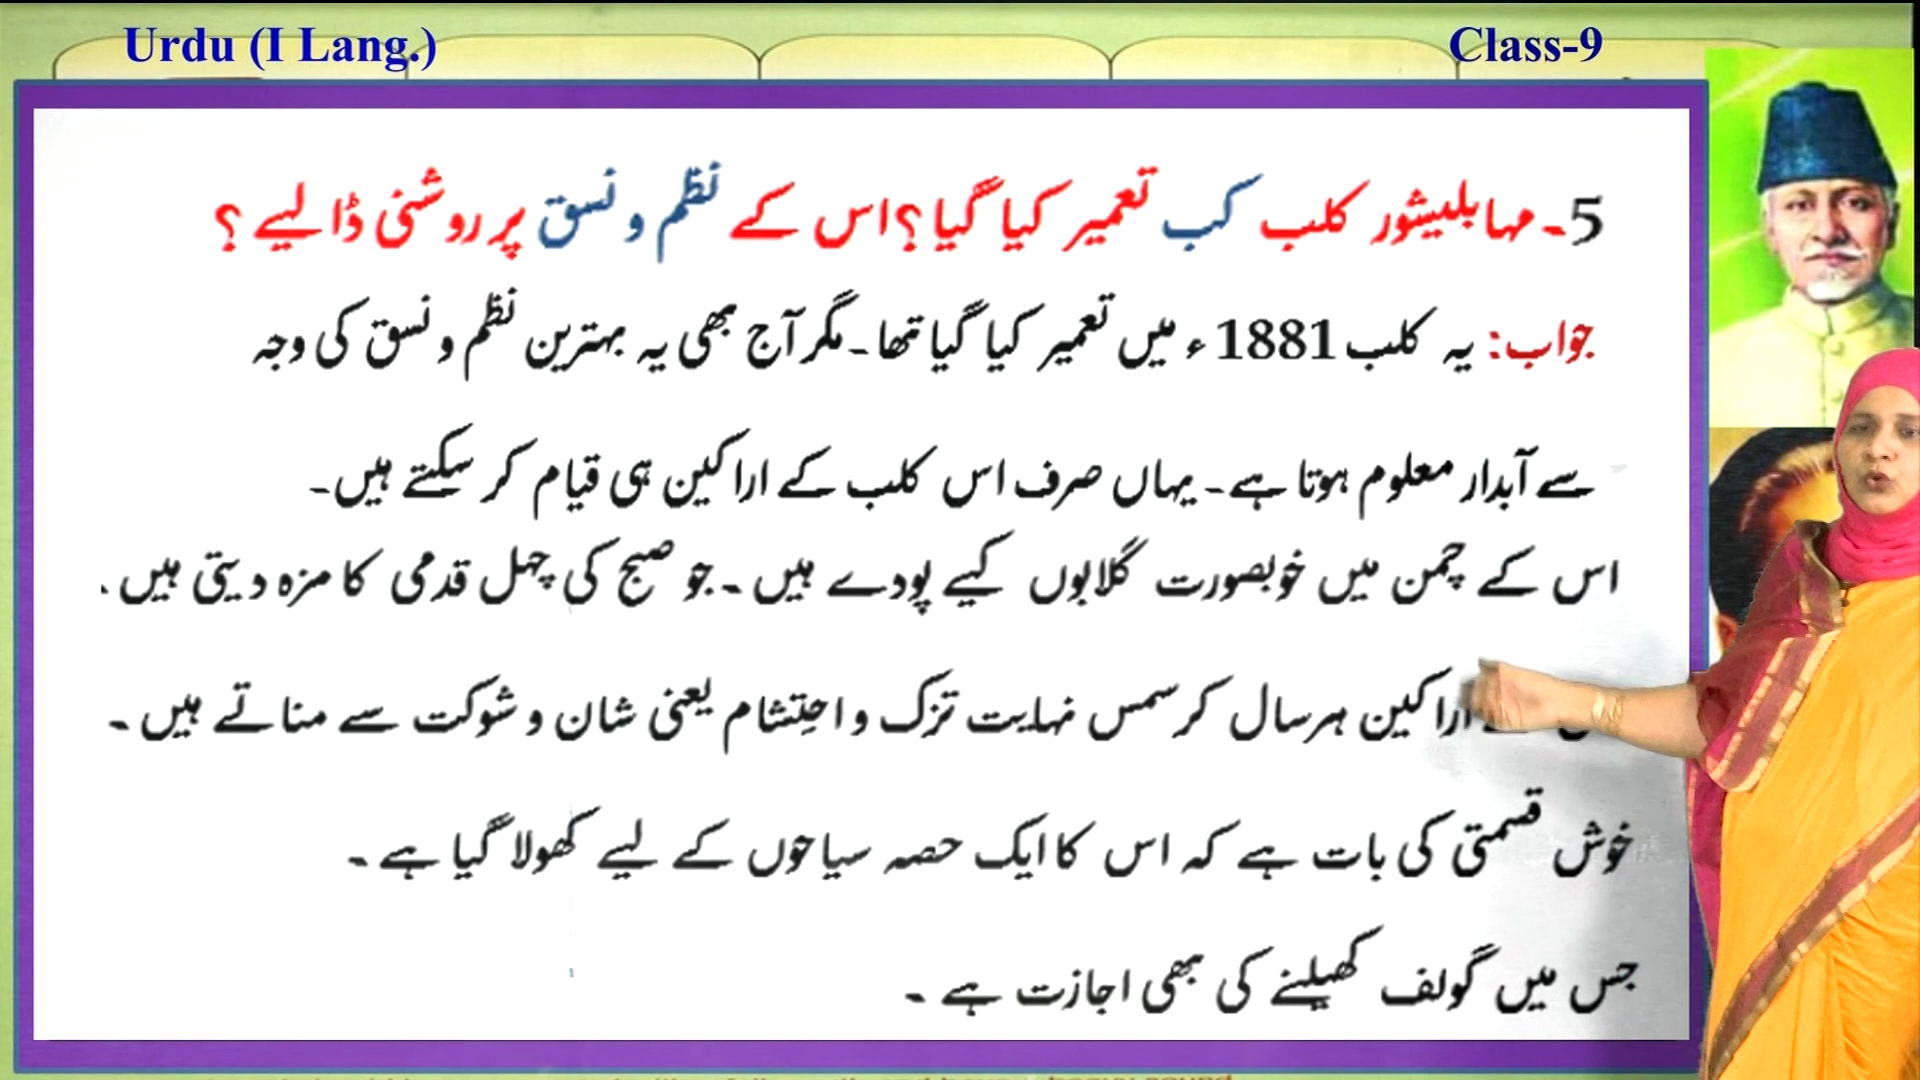 Urdu (I Lang.)
Class-9
5۔ مہابلیشور کلب کب تعمیر کیا گیا ؟ اس کے نظم و نسق پر روشنی ڈالیے ؟
جواب: یہ کلب 1881ء میں تعمیر کیا گیا تھا۔ مگر آج بھی یہ بہترین نظم و نسق کی وجہ
سے آبدار معلوم ہوتا ہے۔ یہاں صرف اس کلب کے اراکین ہی قیام کر سکتے ہیں۔
اس کے چمن میں خوبصورت گلابوں کیے پودے ہیں ۔ جو صبح کی چہل قدمی کا مزہ دیتی ہیں ۔
اراکین ہر سال کرسمس نہایت تزک و احتشام یعنی شان و شوکت سے مناتے ہیں ۔
خوش قسمتی کی بات ہے کہ اس کا ایک حصہ سیاحوں کے لیے کھولا گیا ہے ۔
جس میں گولف کھیلنے کی بھی اجازت ہے ۔